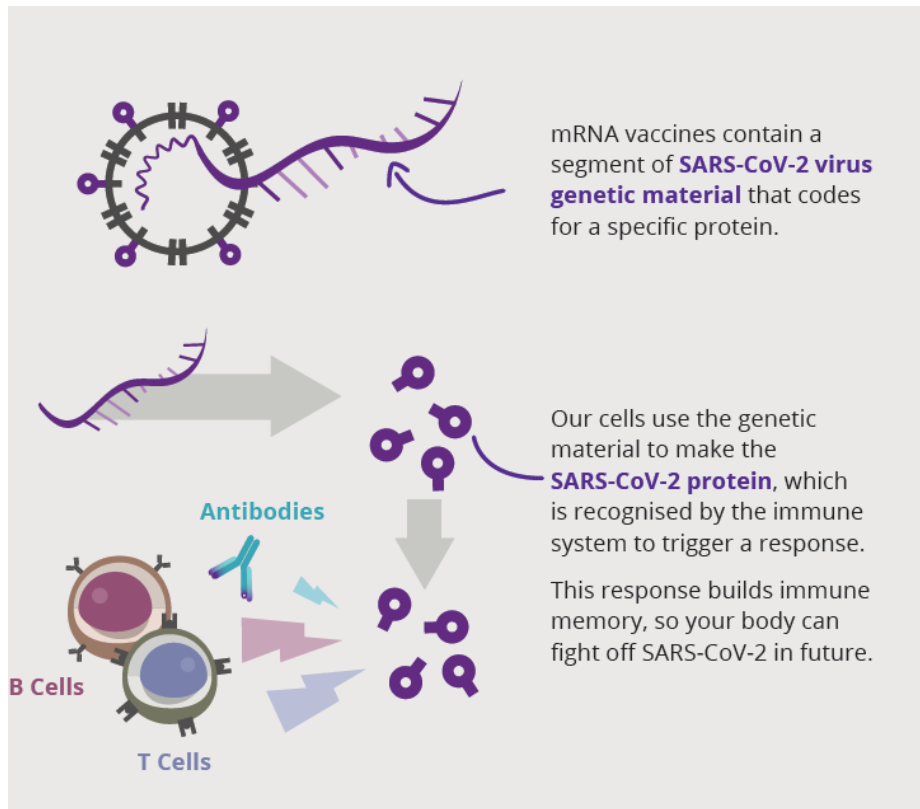 mRNA vaccines contain a
segment of SARS-CoV-2 virus
genetic material that codes
for a specific protein.
Our cells use the genetic
material to make the
SARS-CoV-2 protein, which
is recognised by the immune
system to trigger a response.
This response builds immune
memory, so your body can
fight off SARS-CoV-2 in future.
Antibodies
B Cells
T Cells